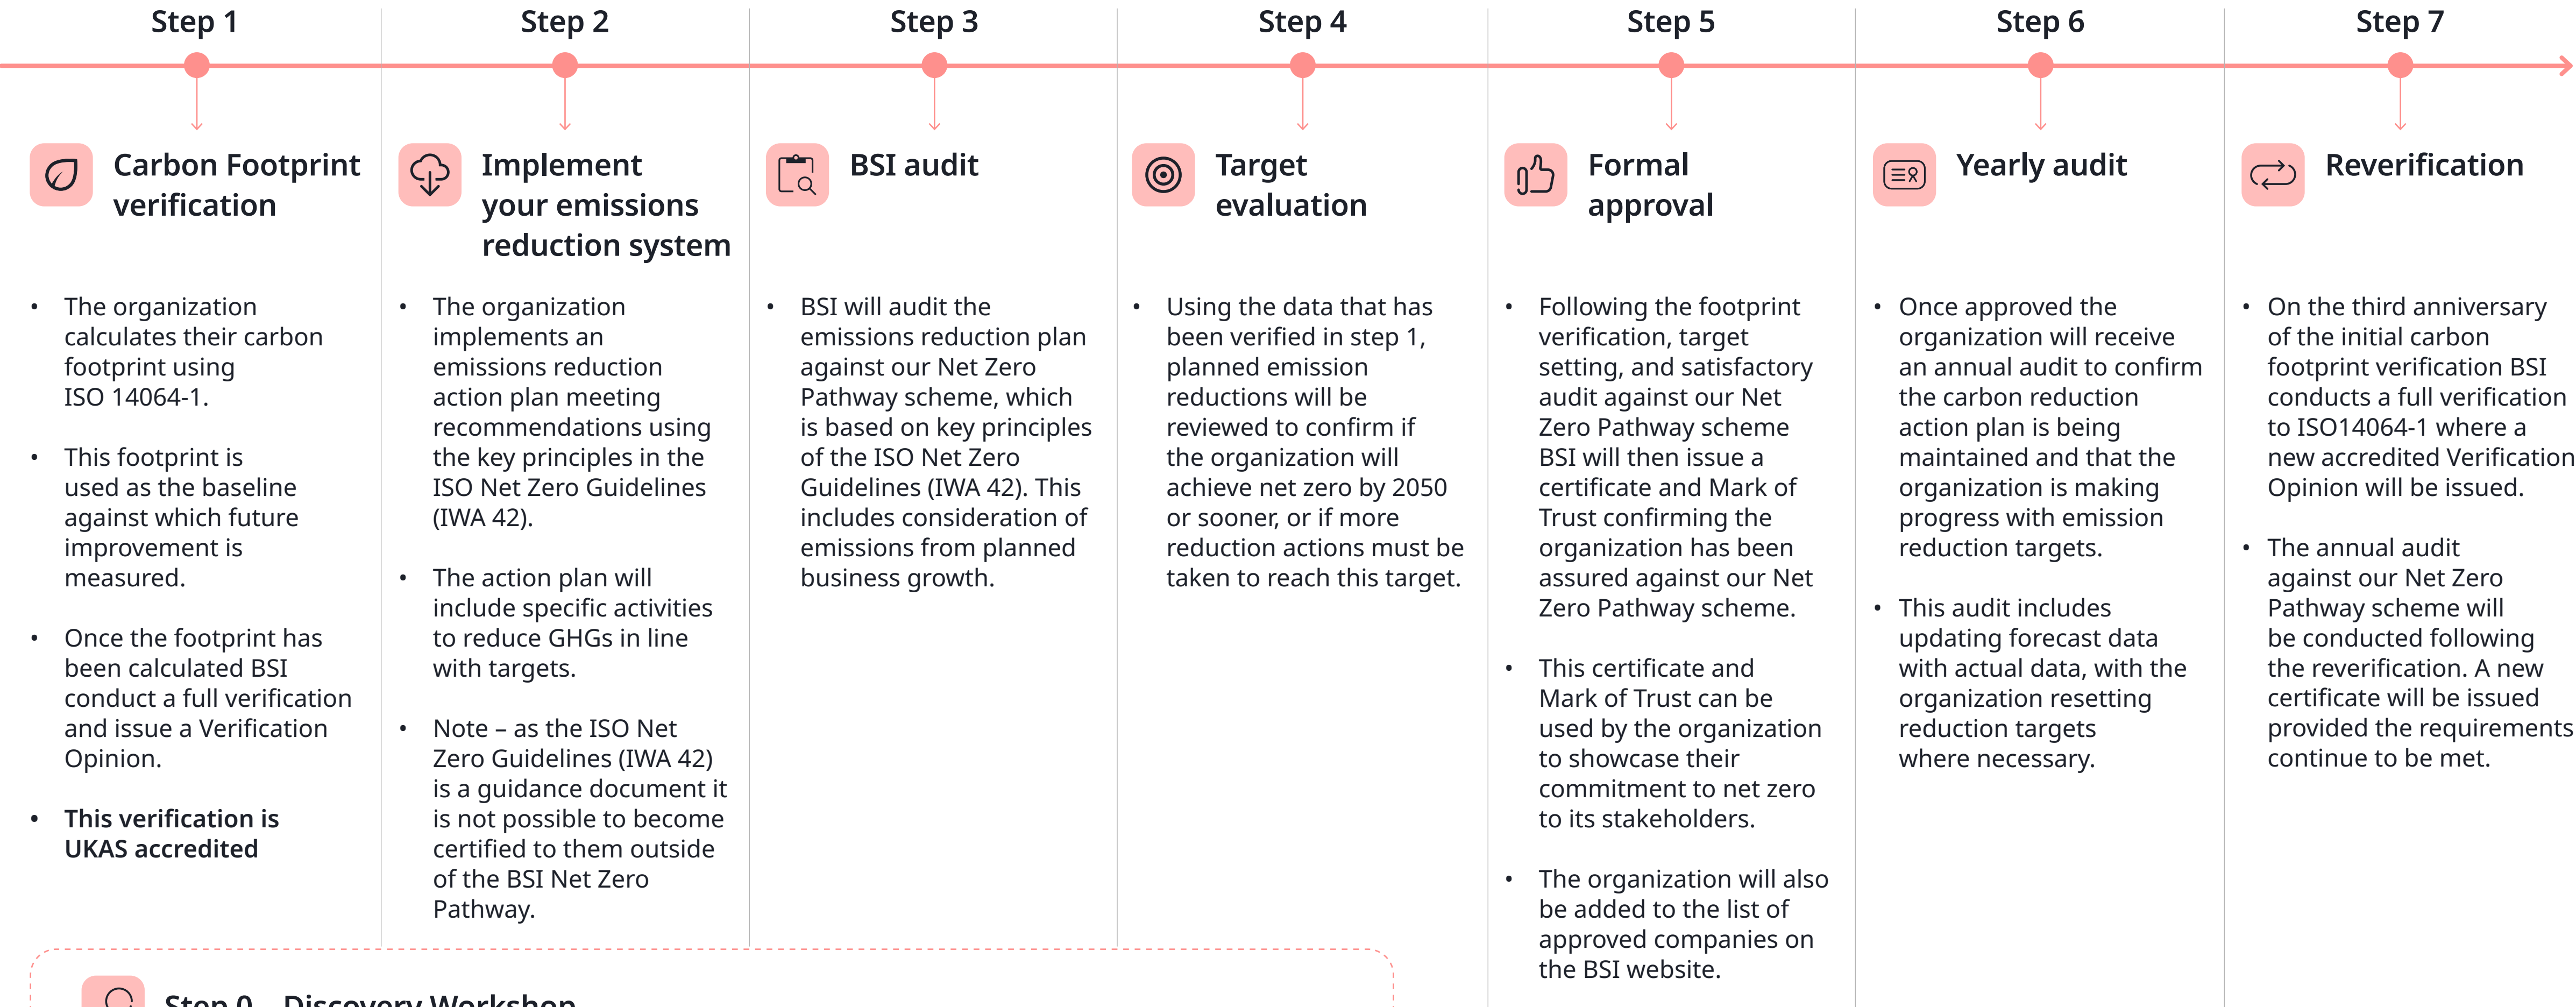 Step 1
Carbon Footprint
verification
• The organization
calculates their carbon
footprint using
ISO 14064-1.
• This footprint is
used as the baseline
against which future
improvement is
measured.
• Once the footprint has
been calculated BSI
conduct a full verification
and issue a Verification
Opinion.
• This verification is
UKAS accredited
Step 2
Implement
your emissions
reduction system
• The organization
implements an
emissions reduction
action plan meeting
recommendations using
the key principles in the
ISO Net Zero Guidelines
(IWA 42).
• The action plan will
include specific activities
to reduce GHGs in line
with targets.
• Note – as the ISO Net
Zero Guidelines (IWA 42)
is a guidance document it
is not possible to become
certified to them outside
of the BSI Net Zero
Pathway.
Step 3
BSI audit
• BSI will audit the
emissions reduction plan
against our Net Zero
Pathway scheme, which
is based on key principles
of the ISO Net Zero
Guidelines (IWA 42). This
includes consideration of
emissions from planned
business growth.
Step 4
Target
evaluation
• Using the data that has
been verified in step 1,
planned emission
reductions will be
reviewed to confirm if
the organization will
achieve net zero by 2050
or sooner, or if more
reduction actions must be
taken to reach this target.
Step 5
Formal
approval
• Following the footprint
verification, target
setting, and satisfactory
audit against our Net
Zero Pathway scheme
BSI will then issue a
certificate and Mark of
Trust confirming the
organization has been
assured against our Net
Zero Pathway scheme.
• This certificate and
Mark of Trust can be
used by the organization
to showcase their
commitment to net zero
to its stakeholders.
• The organization will also
be added to the list of
approved companies on
the BSI website.
Step 6
Yearly audit
• Once approved the
organization will receive
an annual audit to confirm
the carbon reduction
action plan is being
maintained and that the
organization is making
progress with emission
reduction targets.
• This audit includes
updating forecast data
with actual data, with the
organization resetting
reduction targets
where necessary.
Step 7
Reverification
• On the third anniversary
of the initial carbon
footprint verification BSI
conducts a full verification
to ISO14064-1 where a
new accredited Verification
Opinion will be issued.
• The annual audit
against our Net Zero
Pathway scheme will
be conducted following
the reverification. A new
certificate will be issued
provided the requirements
continue to be met.
Step 0 Discovery Workshop